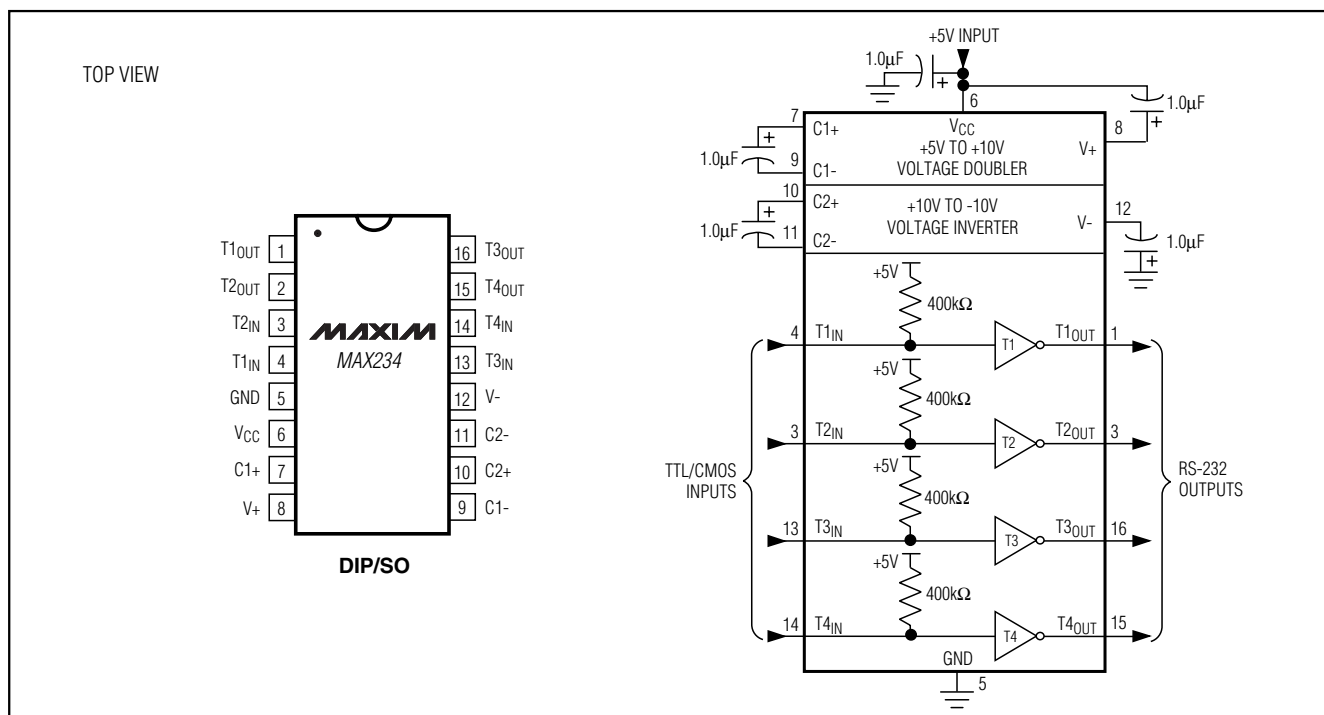 TOP VIEW
T1OUT 1
T2OUT 2
T2IN 3
T1IN 4
GND 5
VCC 6
C1+ 7
V+ 8
16 T3OUT
15 T4OUT
14 T4IN
13 T3IN
12 V-
11 C2-
10 C2+
9 C1-
MAXIM
MAX234
DIP/SO
+5V INPUT
1.0µF
+
6
1.0µF
+
7 C1+
1.0µF
+
9 C1-
VCC
+5V TO +10V
VOLTAGE DOUBLER
8
V+
10 C2+
1.0µF
+
11 C2-
+10V TO -10V
VOLTAGE INVERTER
12
V-
1.0µF
+
+5V
400kΩ
4 T1IN
T1
T1OUT 1
+5V
400kΩ
3 T2IN
T2
T2OUT 3
+5V
400kΩ
13 T3IN
T3
T3OUT 16
+5V
400kΩ
14 T4IN
T4
T4OUT 15
TTL/CMOS
INPUTS
RS-232
OUTPUTS
GND
5